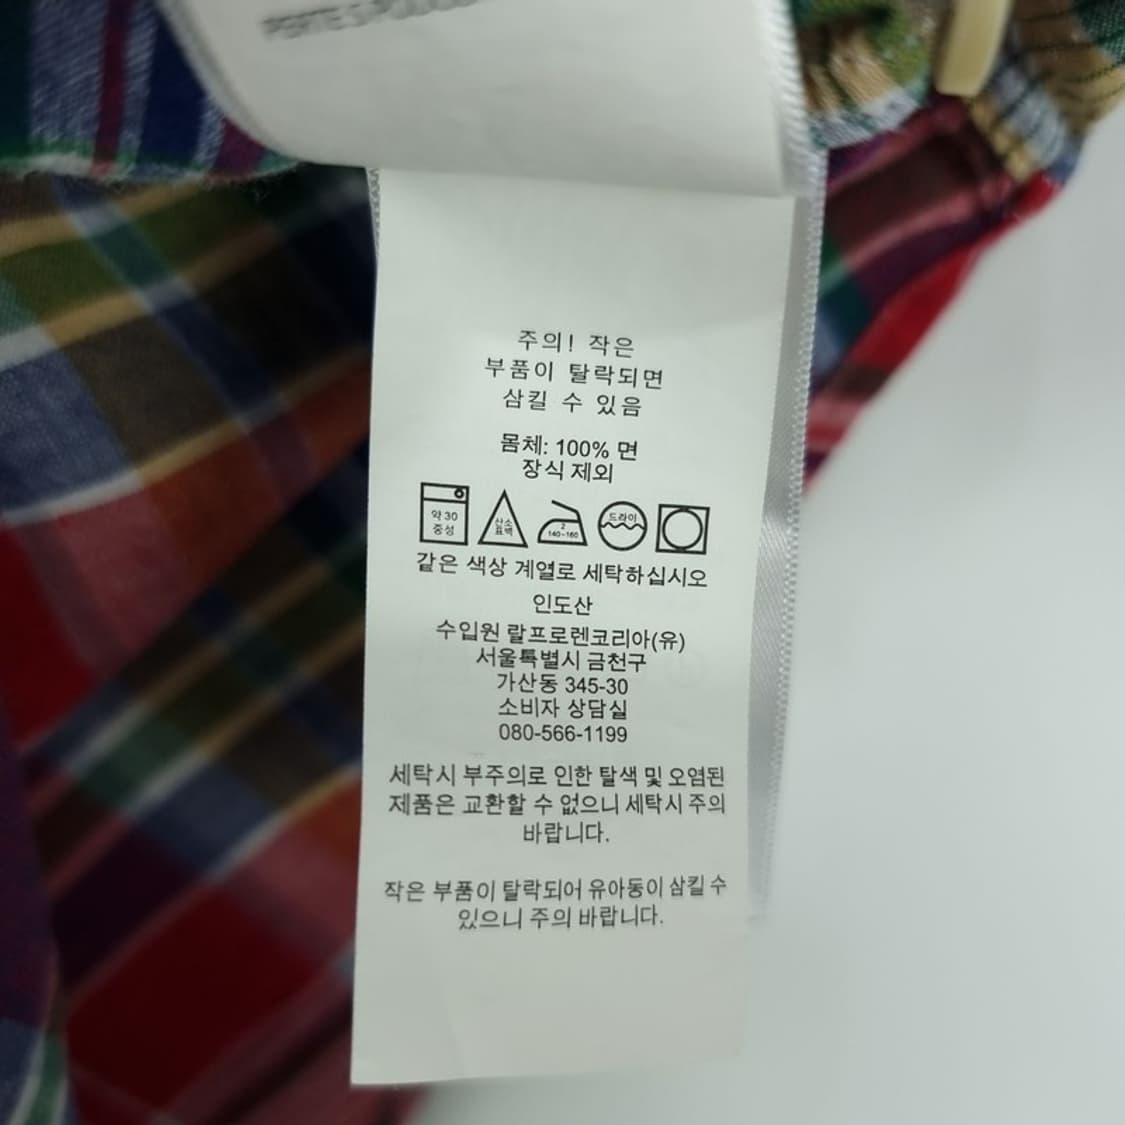 주의! 작은
부품이 탈락되면
삼킬 수 있음
몸체: 100% 면
장식 제외
약 30
중성
산소
표백
2
140~160
드라이
같은 색상 계열로 세탁하십시오
인도산
수입원 랄프로렌코리아(유)
서울특별시 금천구
가산동 345-30
소비자 상담실
080-566-1199
세탁시 부주의로 인한 탈색 및 오염된
제품은 교환할 수 없으니 세탁시 주의
바랍니다.
작은 부품이 탈락되어 유아동이 삼킬 수
있으니 주의 바랍니다.